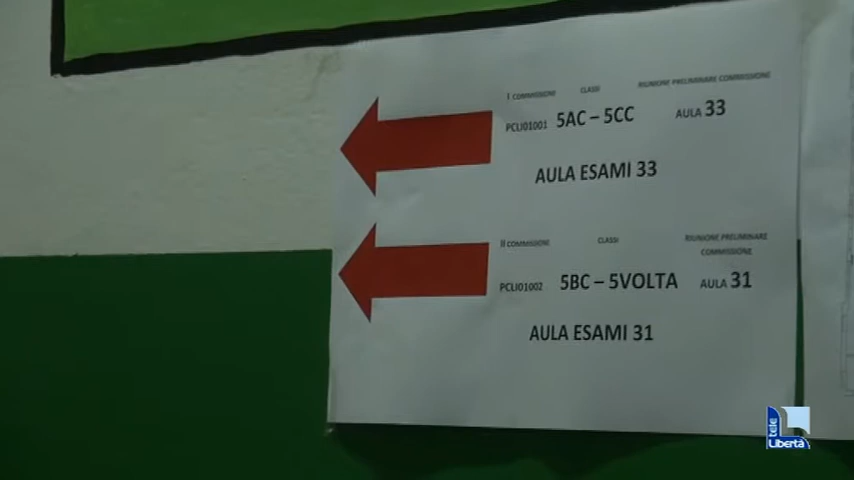 I COMMISSIONE CLASSI RIUNIONE PRELIMINARE COMMISSIONE
PCLI01001 5AC – 5CC AULA 33
AULA ESAMI 33
II COMMISSIONE CLASSI RIUNIONE PRELIMINARE
COMMISSIONE
PCLI01002 5BC – 5VOLTA AULA 31
AULA ESAMI 31
tele
Libertà